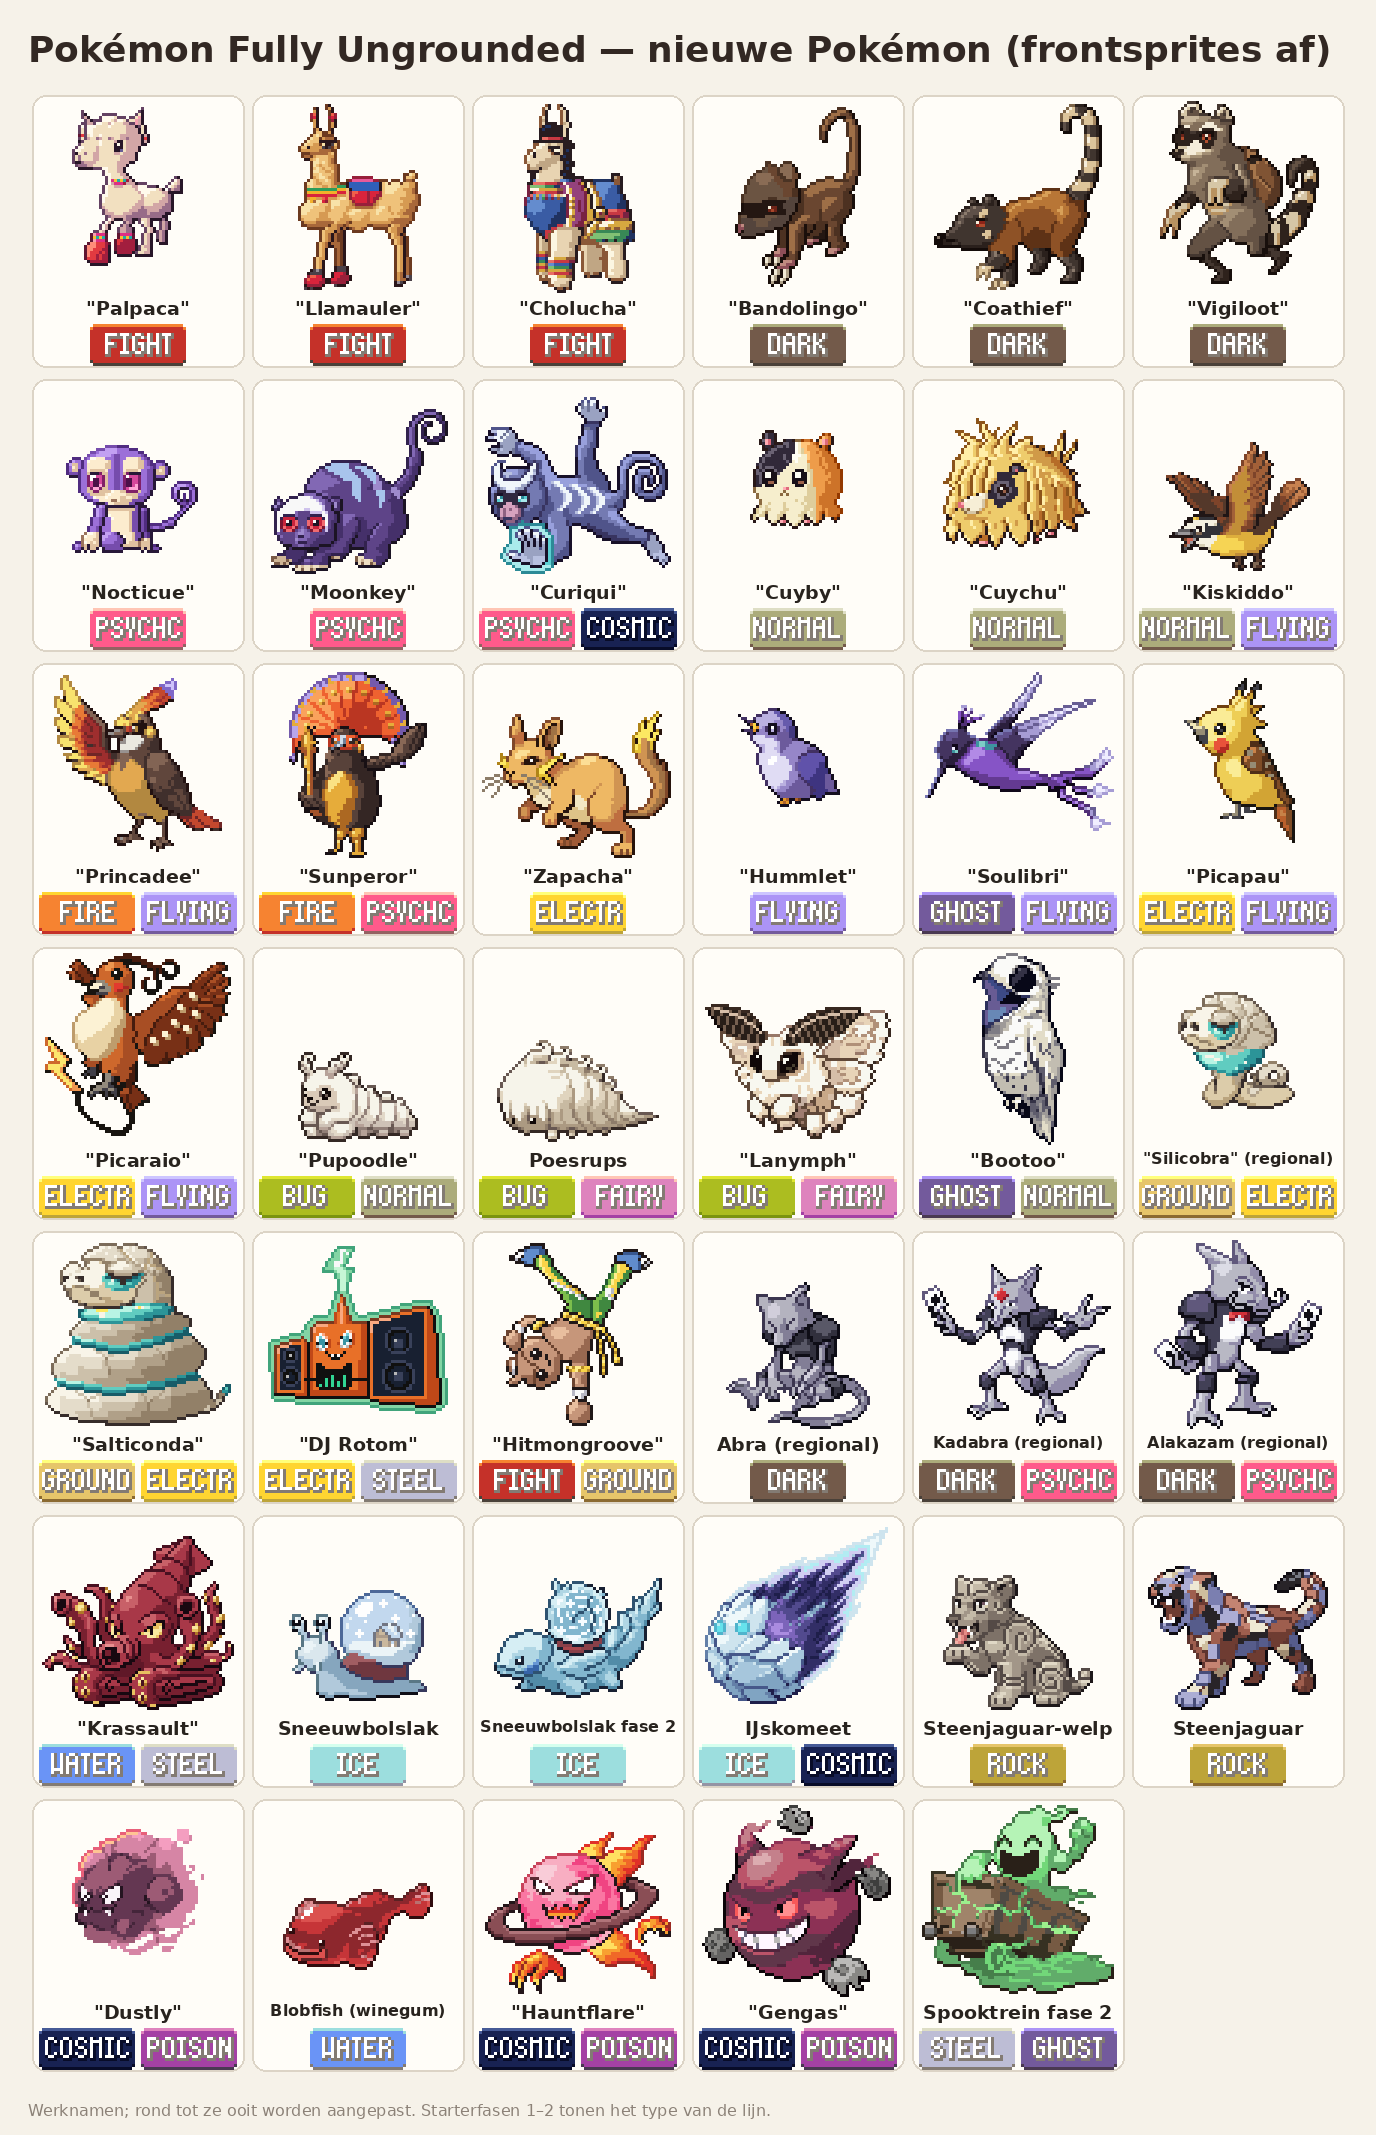 Pokémon Fully Ungrounded — nieuwe Pokémon (frontsprites af)
"Palpaca" "Llamauler" "Cholucha" "Bandolingo" "Coathief" "Vigiloot"
FIGHT FIGHT FIGHT DARK DARK DARK
"Nocticue" "Moonkey" "Curiqui" "Cuyby" "Cuychu" "Kiskiddo"
PSYCHC PSYCHC PSYCHC COSMIC NORMAL NORMAL NORMAL FLYING
"Princadee" "Sunperor" "Zapacha" "Hummlet" "Soulibri" "Picapau"
FIRE FLYING FIRE PSYCHC ELECTR FLYING GHOST FLYING ELECTR FLYING
"Picaraio" "Pupoodle" Poesrups "Lanymph" "Bootoo" "Silicobra" (regional)
ELECTR FLYING BUG NORMAL BUG FAIRY BUG FAIRY GHOST NORMAL GROUND ELECTR
"Salticonda" "DJ Rotom" "Hitmongroove" Abra (regional) Kadabra (regional) Alakazam (regional)
GROUND ELECTR ELECTR STEEL FIGHT GROUND DARK DARK PSYCHC DARK PSYCHC
"Krassault" Sneeuwbolslak Sneeuwbolslak fase 2 IJskomeet Steenjaguar-welp Steenjaguar
WATER STEEL ICE ICE ICE COSMIC ROCK ROCK
"Dustly" Blobfish (winegum) "Hauntflare" "Gengas" Spooktrein fase 2
COSMIC POISON WATER COSMIC POISON COSMIC POISON STEEL GHOST
Werknamen; rond tot ze ooit worden aangepast. Starterfasen 1–2 tonen het type van de lijn.